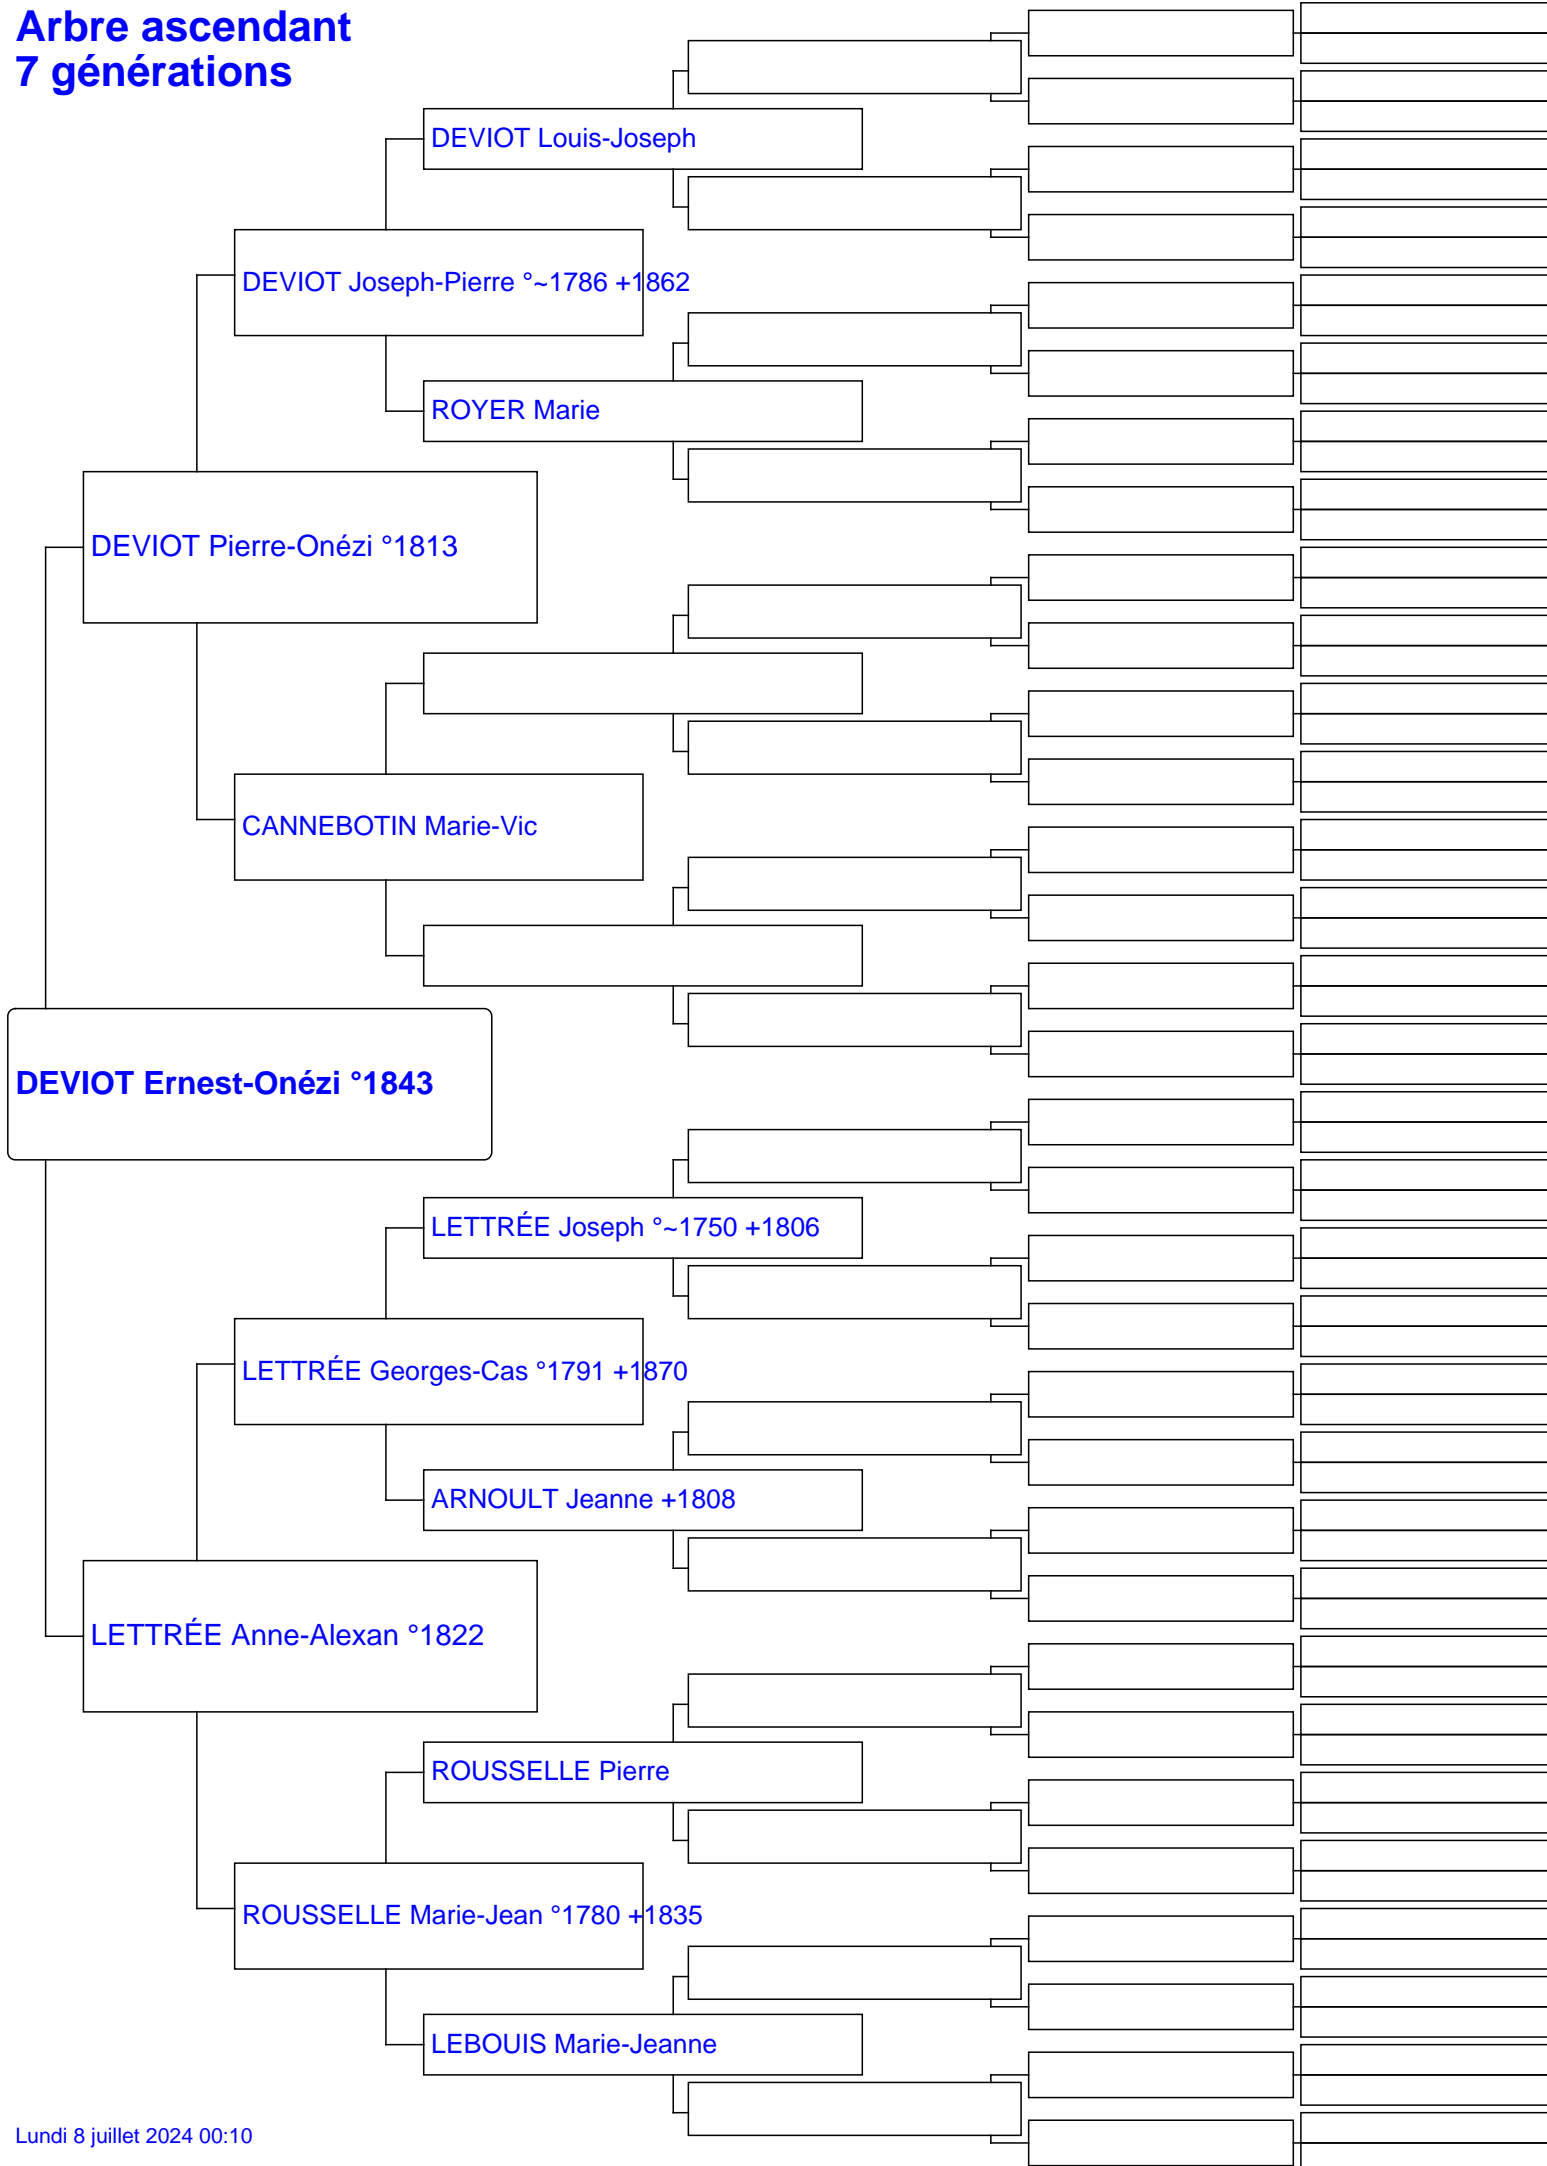 Arbre ascendant
7 générations
DEVIOT Louis-Joseph
DEVIOT Joseph-Pierre °~1786 +1862
ROYER Marie
DEVIOT Pierre-Onézi °1813
CANNEBOTIN Marie-Vic
DEVIOT Ernest-Onézi °1843
LETTRÉE Joseph °~1750 +1806
LETTRÉE Georges-Cas °1791 +1870
ARNOULT Jeanne +1808
LETTRÉE Anne-Alexan °1822
ROUSSELLE Pierre
ROUSSELLE Marie-Jean °1780 +1835
LEBOUIS Marie-Jeanne
Lundi 8 juillet 2024 00:10